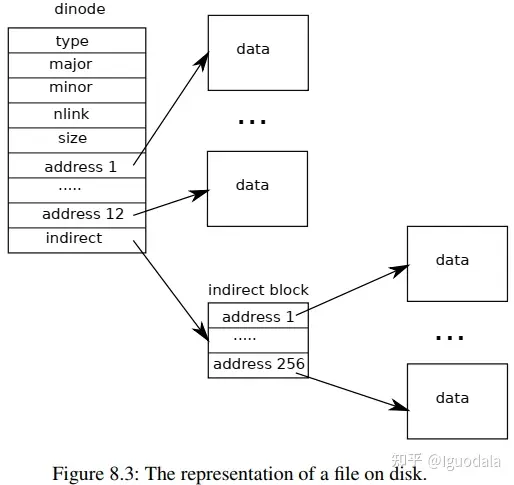 dinode
type
major
minor
nlink
size
address 1
.....
address 12
indirect
data
...
data
indirect block
address 1
.....
address 256
data
...
data
知乎 @Iguodala
Figure 8.3: The representation of a file on disk.